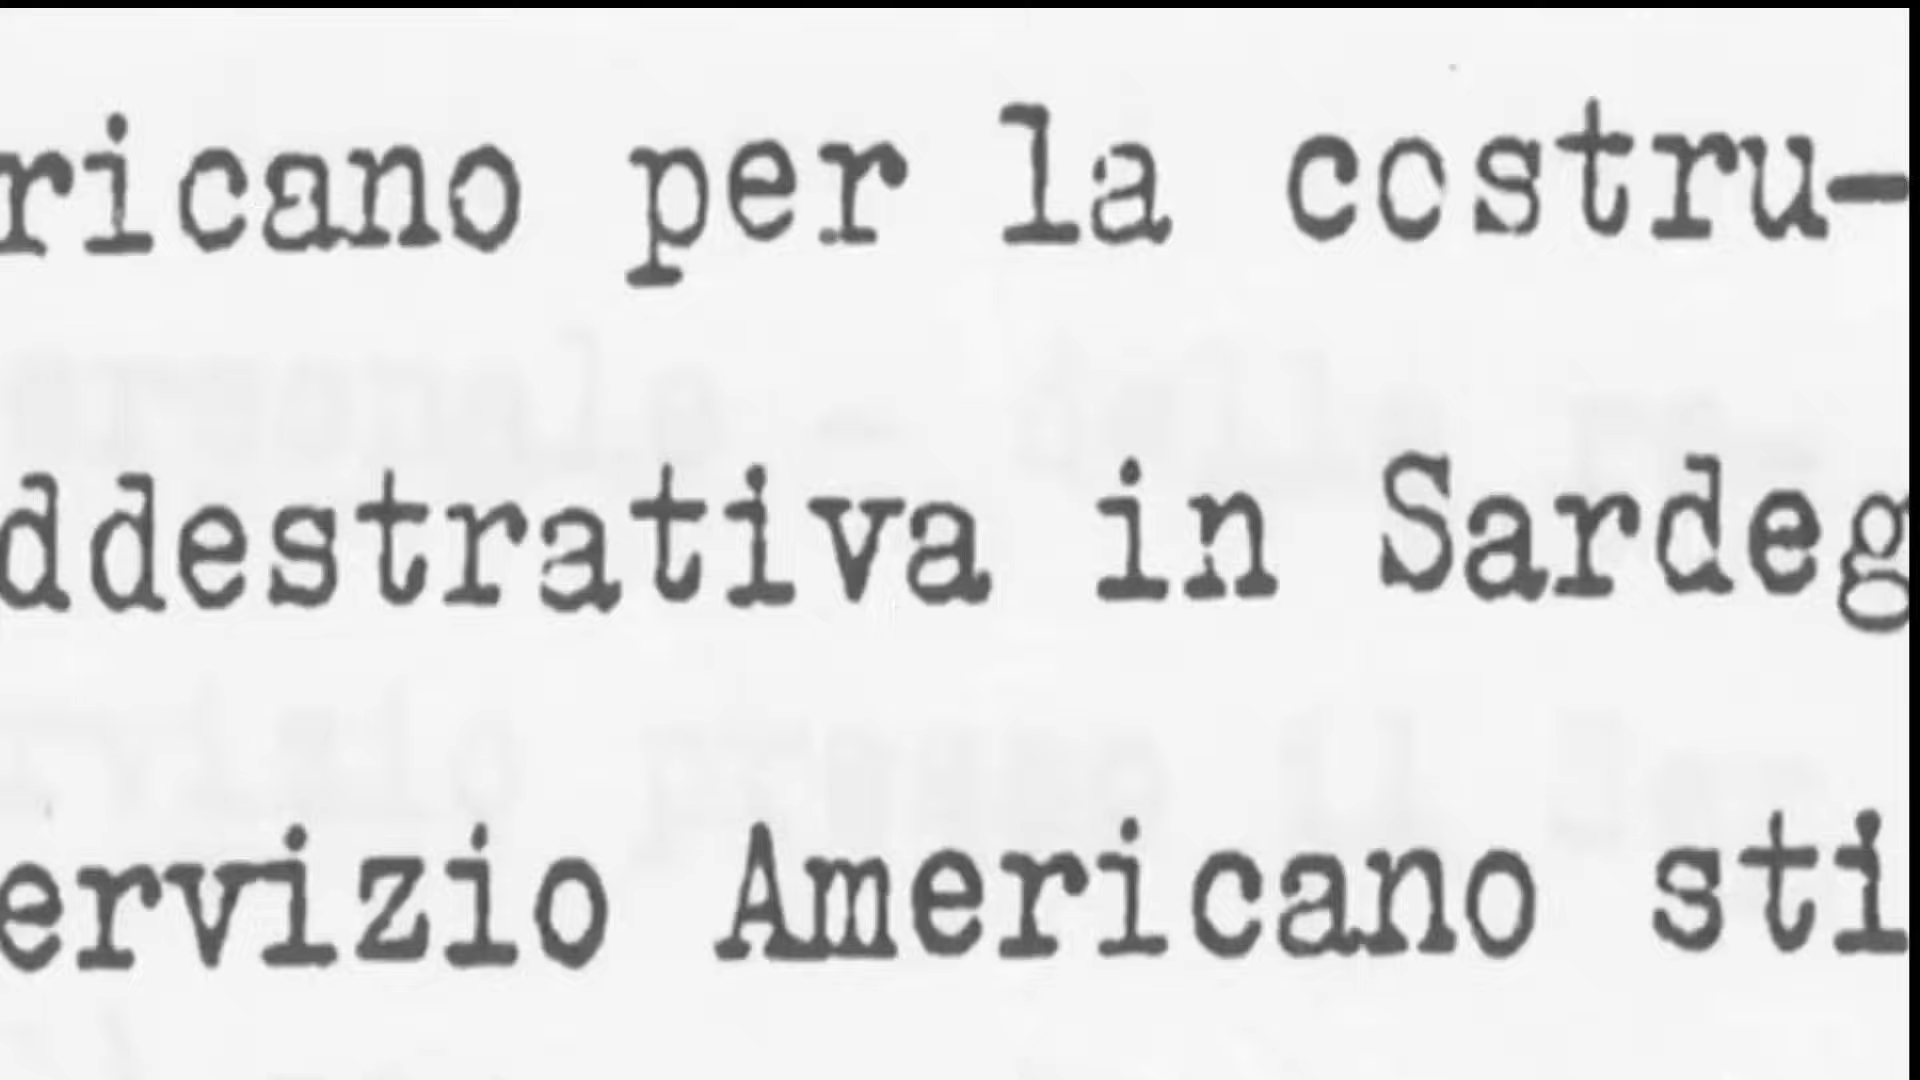 ricano per la costru-
ddestrativa in Sardeg
ervizio Americano sti